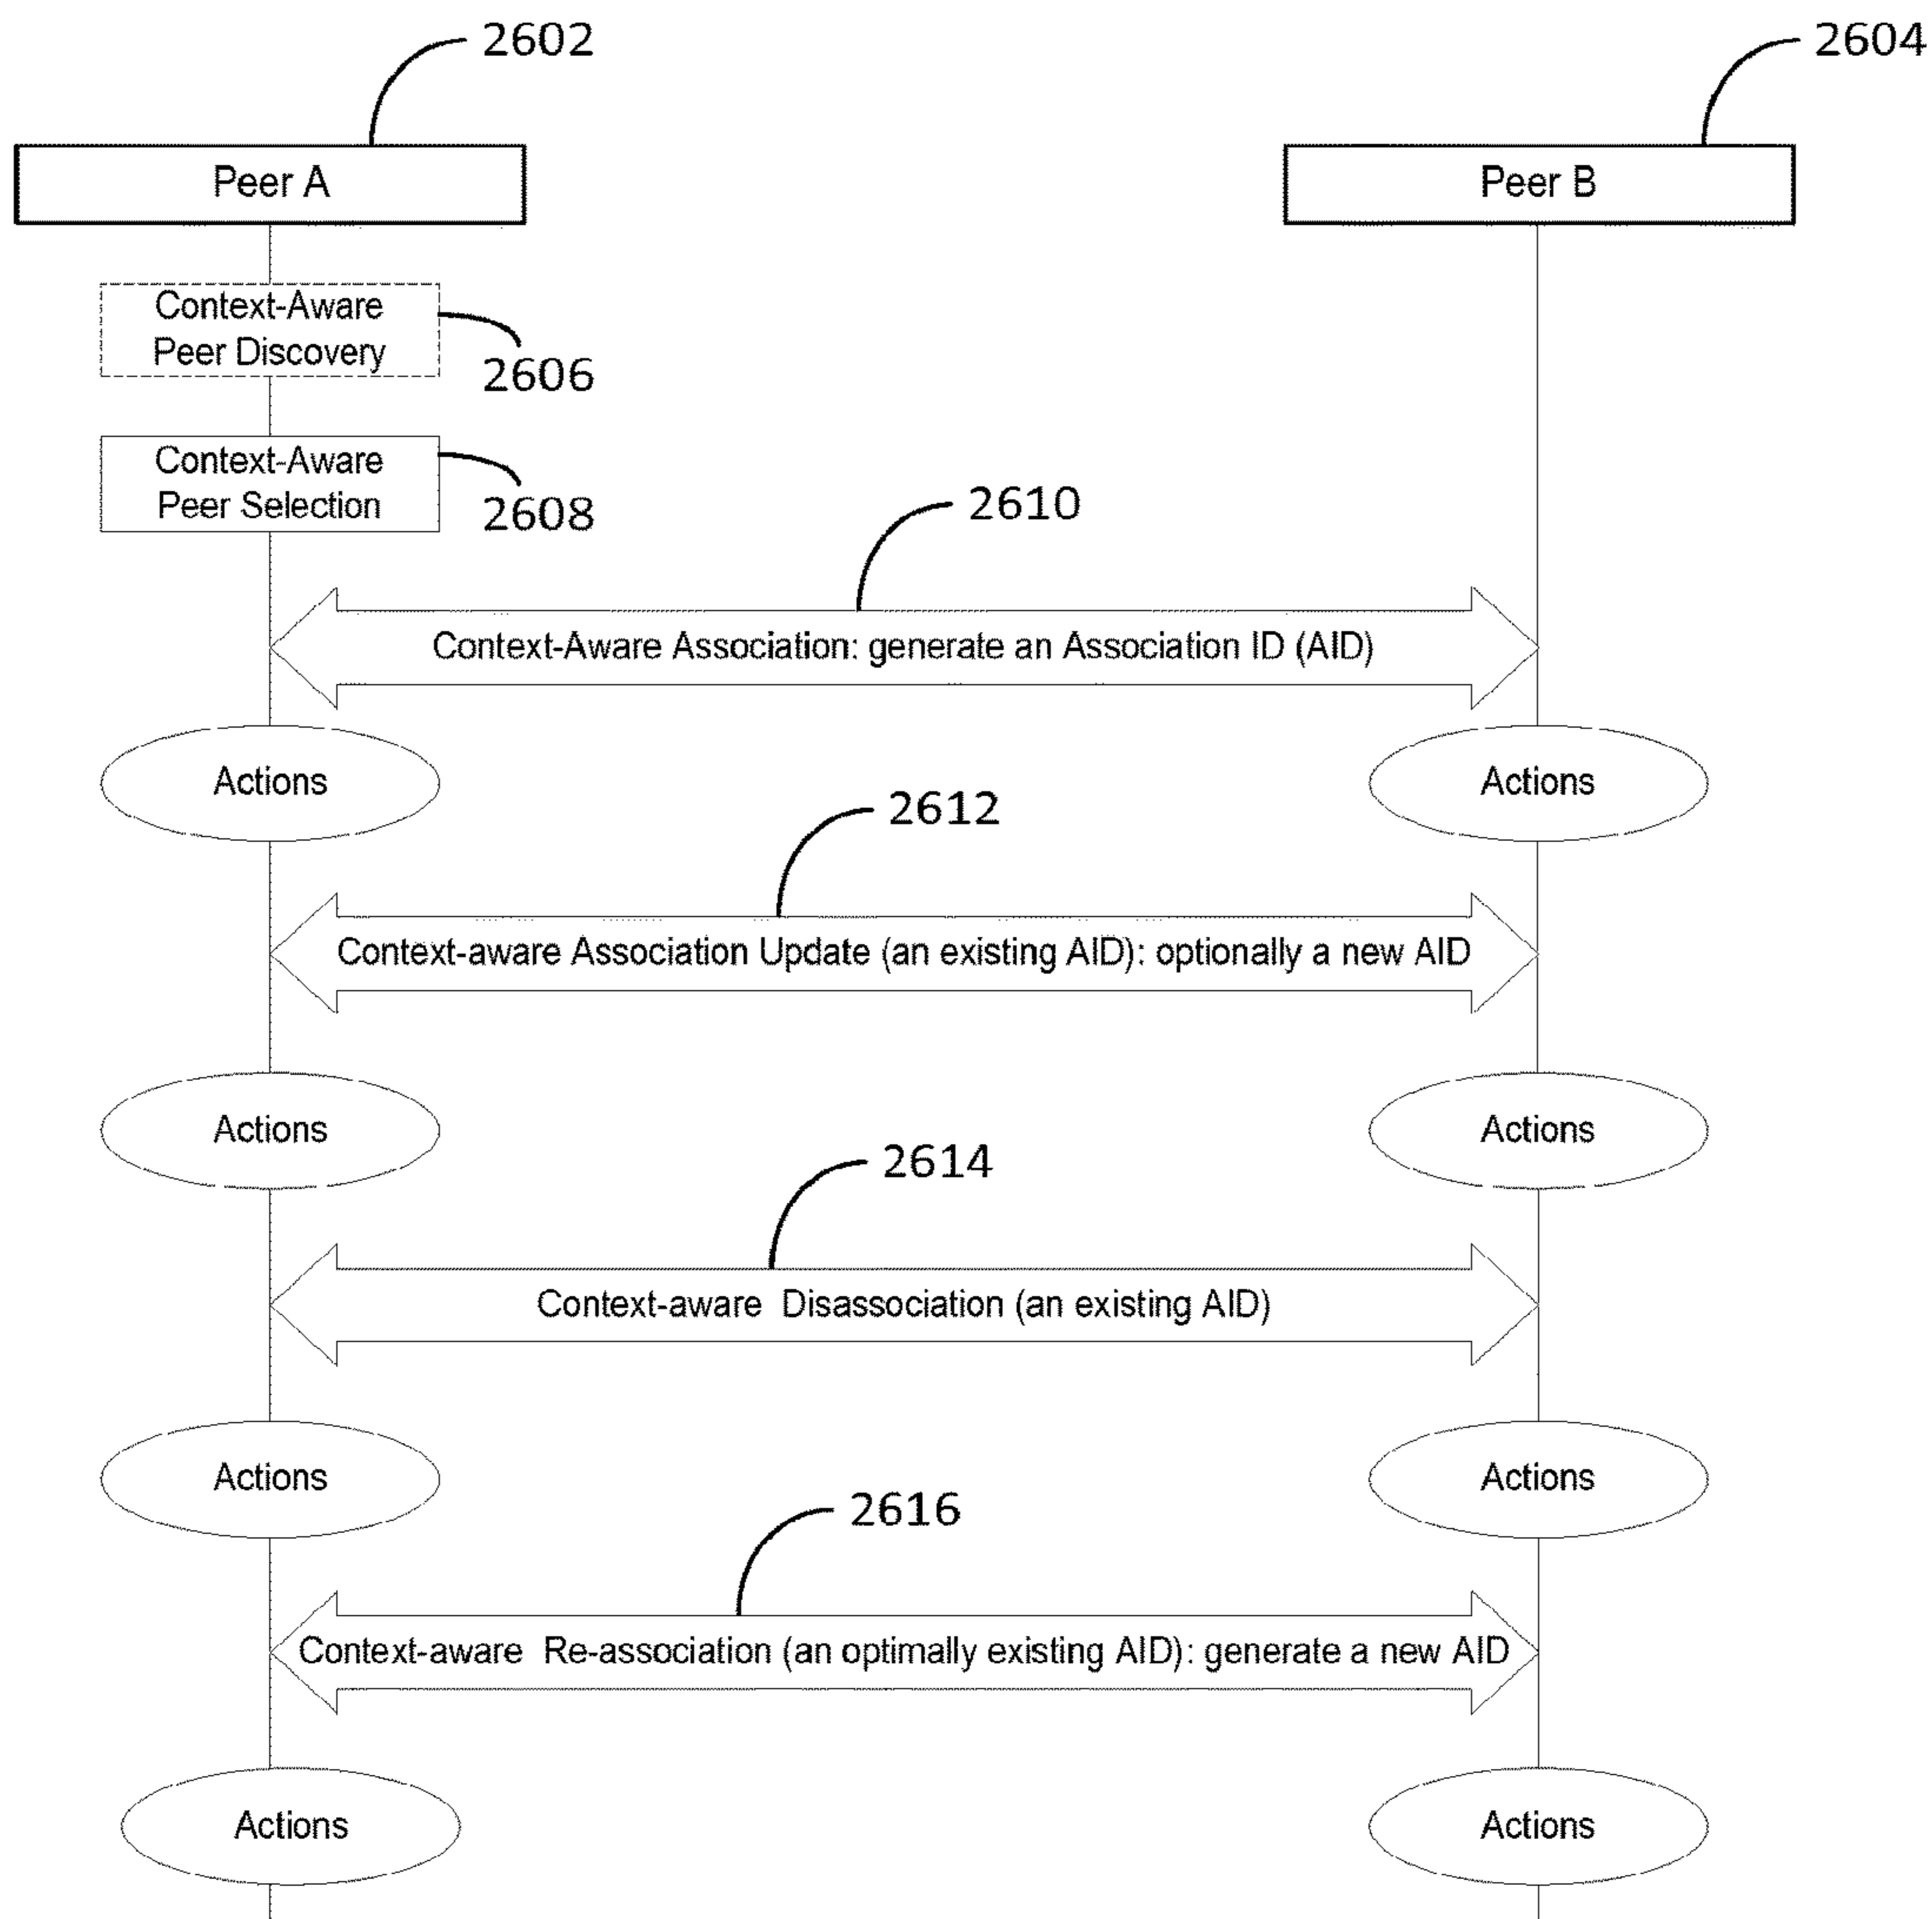 2602
2604
Peer A
Peer B
Context-Aware
Peer Discovery
2606
Context-Aware
Peer Selection
2608
2610
Context-Aware Association: generate an Association ID (AID)
Actions
Actions
2612
Context-aware Association Update (an existing AID): optionally a new AID
Actions
Actions
2614
Context-aware Disassociation (an existing AID)
Actions
Actions
2616
Context-aware Re-association (an optimally existing AID): generate a new AID
Actions
Actions